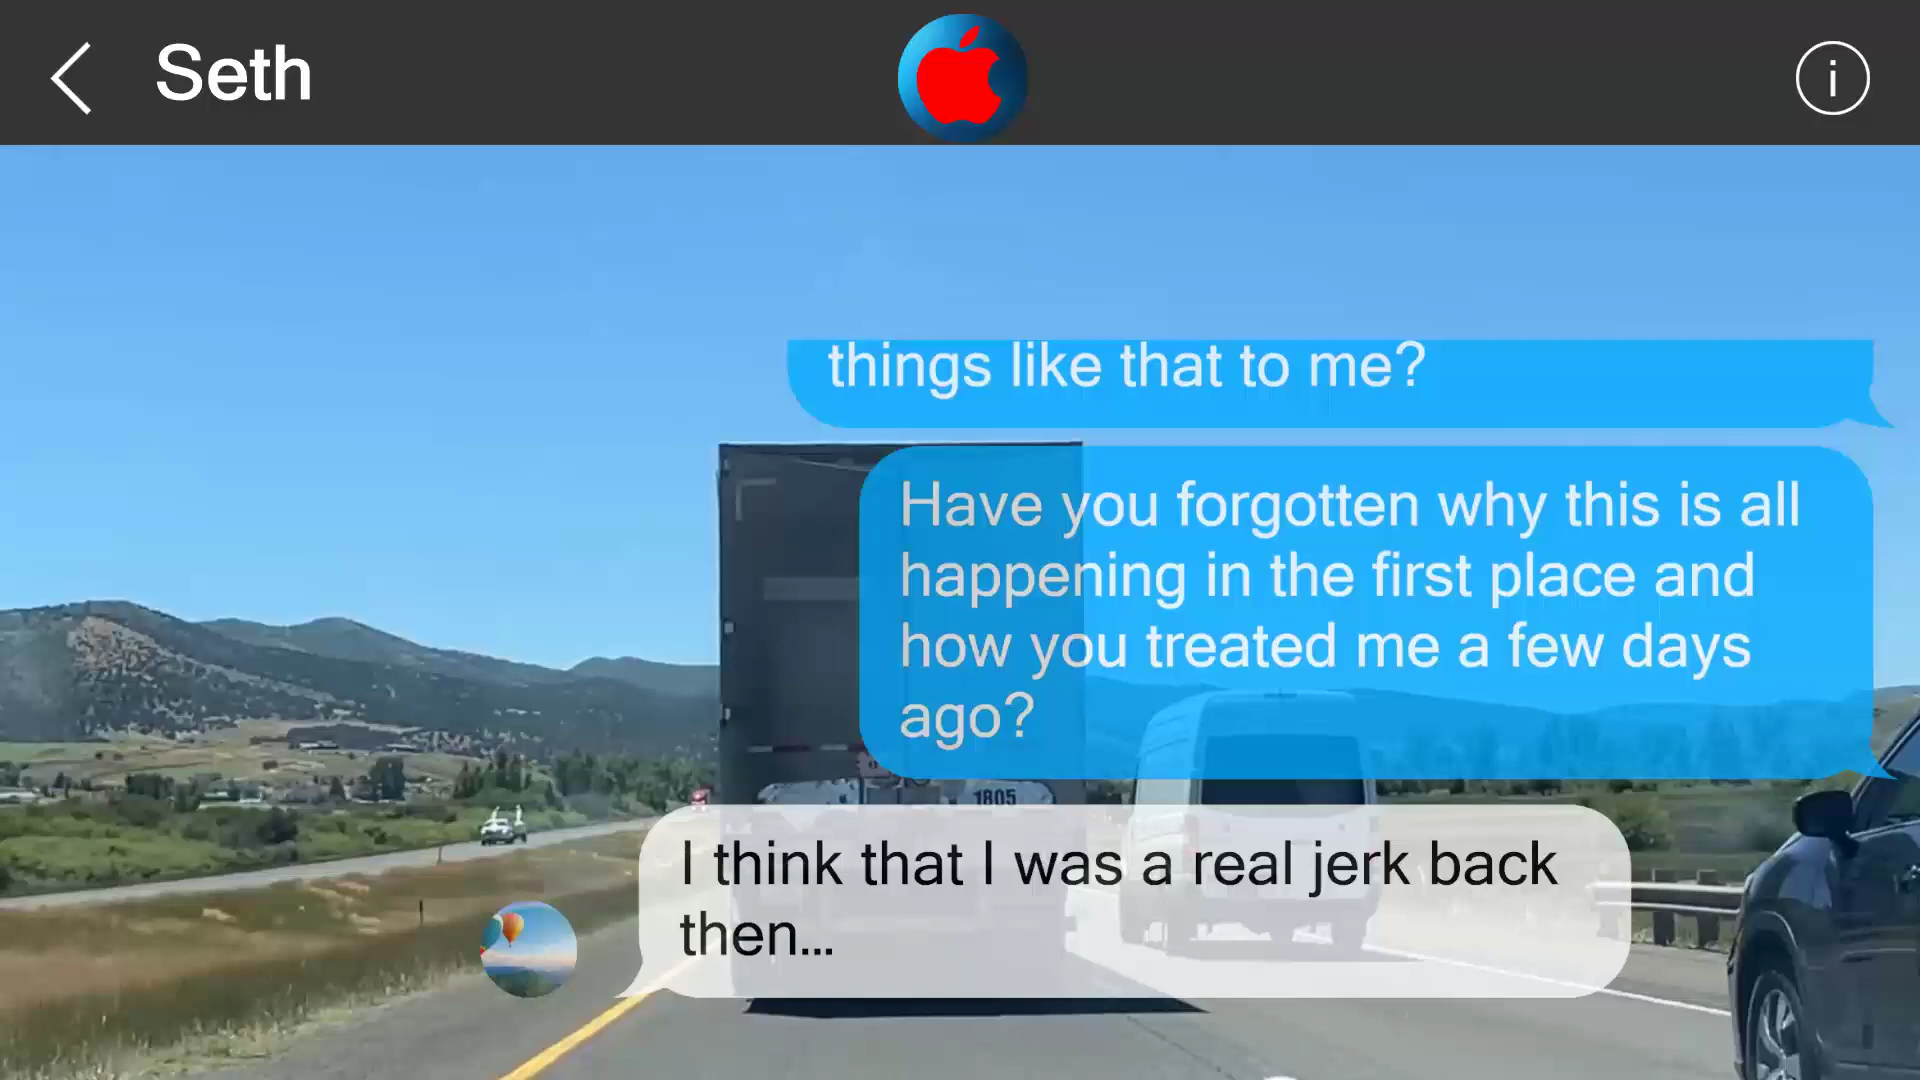 Seth
i
things like that to me?
Have you forgotten why this is all
happening in the first place and
how you treated me a few days
ago?
1805
I think that I was a real jerk back
then...